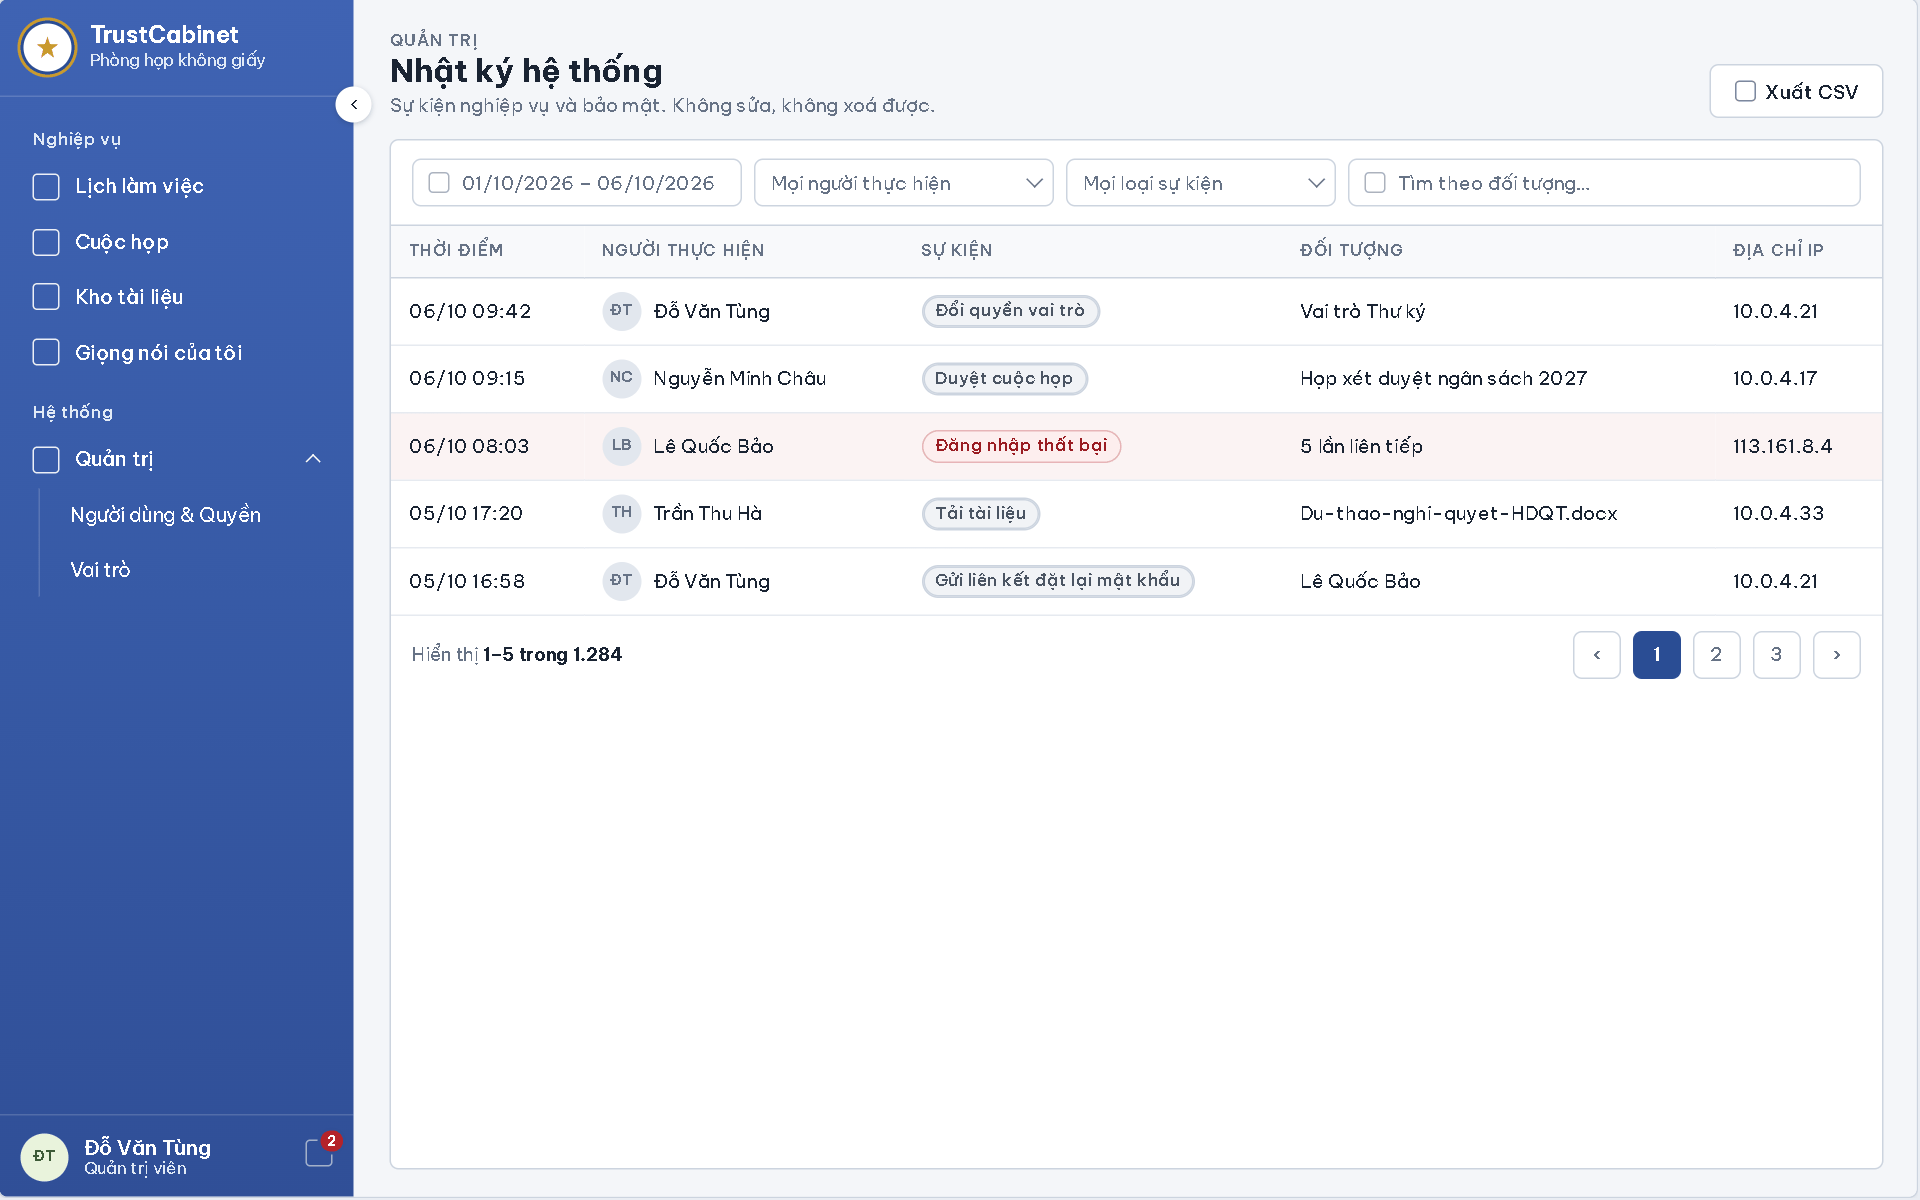 TrustCabinet
Phòng họp không giấy
Nghiệp vụ
Lịch làm việc
Cuộc họp
Kho tài liệu
Giọng nói của tôi
Hệ thống
Quản trị
Người dùng & Quyền
Vai trò
ĐT
Đỗ Văn Tùng
Quản trị viên
2
QUẢN TRỊ
Nhật ký hệ thống
Sự kiện nghiệp vụ và bảo mật. Không sửa, không xoá được.
Xuất CSV
01/10/2026 – 06/10/2026 Mọi người thực hiện Mọi loại sự kiện Tìm theo đối tượng...
THỜI ĐIỂM NGƯỜI THỰC HIỆN SỰ KIỆN ĐỐI TƯỢNG ĐỊA CHỈ IP
06/10 09:42 ĐT Đỗ Văn Tùng Đổi quyền vai trò Vai trò Thư ký 10.0.4.21
06/10 09:15 NC Nguyễn Minh Châu Duyệt cuộc họp Họp xét duyệt ngân sách 2027 10.0.4.17
06/10 08:03 LB Lê Quốc Bảo Đăng nhập thất bại 5 lần liên tiếp 113.161.8.4
05/10 17:20 TH Trần Thu Hà Tải tài liệu Du-thao-nghi-quyet-HDQT.docx 10.0.4.33
05/10 16:58 ĐT Đỗ Văn Tùng Gửi liên kết đặt lại mật khẩu Lê Quốc Bảo 10.0.4.21
Hiển thị 1–5 trong 1.284 ‹ 1 2 3 ›